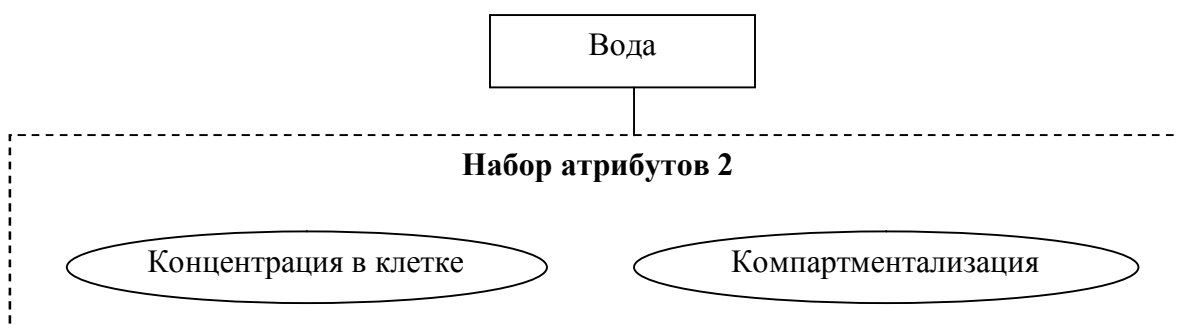 Вода
Набор атрибутов 2
Концентрация в клетке
Компартментализация